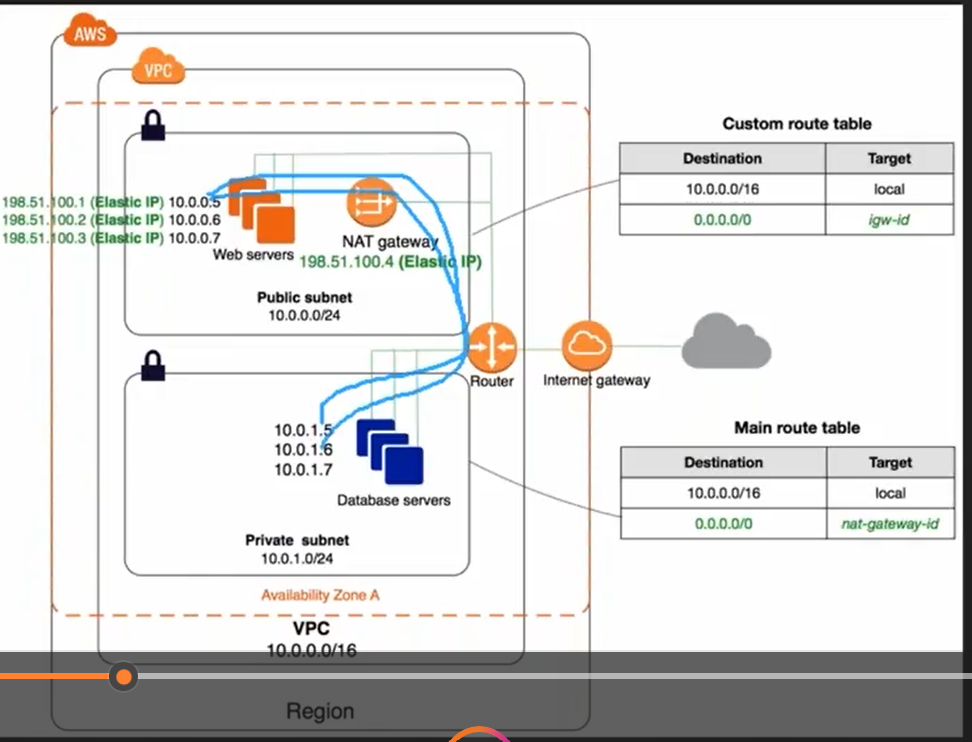 AWS
VPC
198.51.100.1 (Elastic IP) 10.0.0.5
198.51.100.2 (Elastic IP) 10.0.0.6
198.51.100.3 (Elastic IP) 10.0.0.7
Web servers
NAT gateway
198.51.100.4 (Elastic IP)
Public subnet
10.0.0.0/24
Custom route table
Destination Target
10.0.0.0/16 local
0.0.0.0/0 igw-id
Router
Internet gateway
10.0.1.5
10.0.1.6
10.0.1.7
Database servers
Private subnet
10.0.1.0/24
Main route table
Destination Target
10.0.0.0/16 local
0.0.0.0/0 nat-gateway-id
Availability Zone A
VPC
10.0.0.0/16
Region